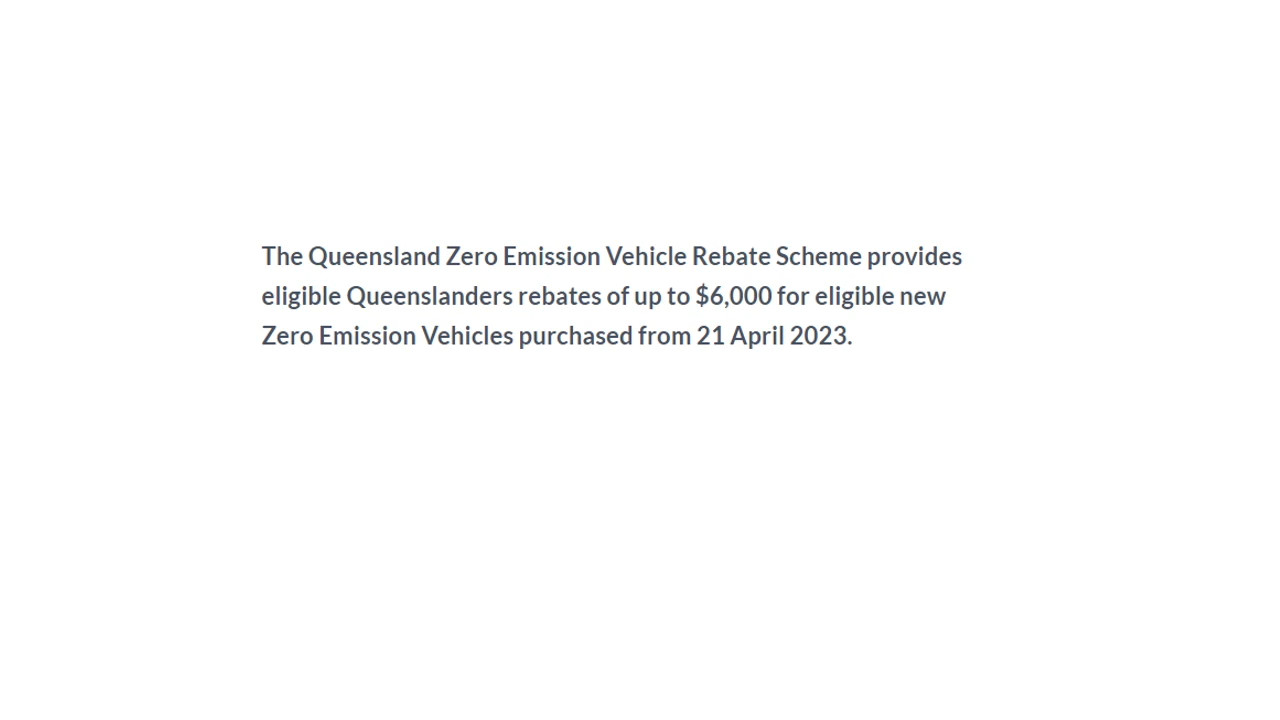 The Queensland Zero Emission Vehicle Rebate Scheme provides
eligible Queenslanders rebates of up to $6,000 for eligible new
Zero Emission Vehicles purchased from 21 April 2023.